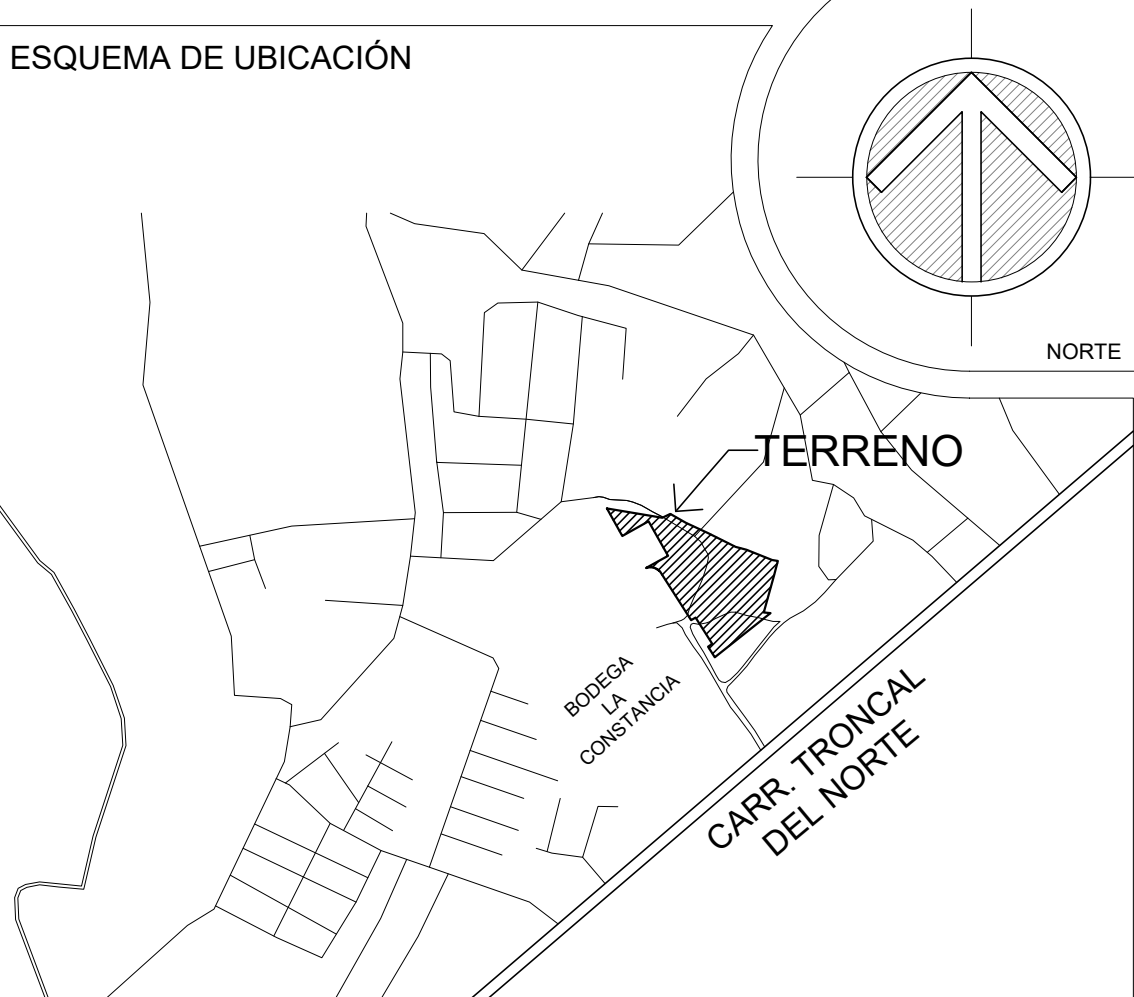 ESQUEMA DE UBICACIÓN
NORTE
TERRENO
BODEGA
LA
CONSTANCIA
CARR. TRONCAL
DEL NORTE